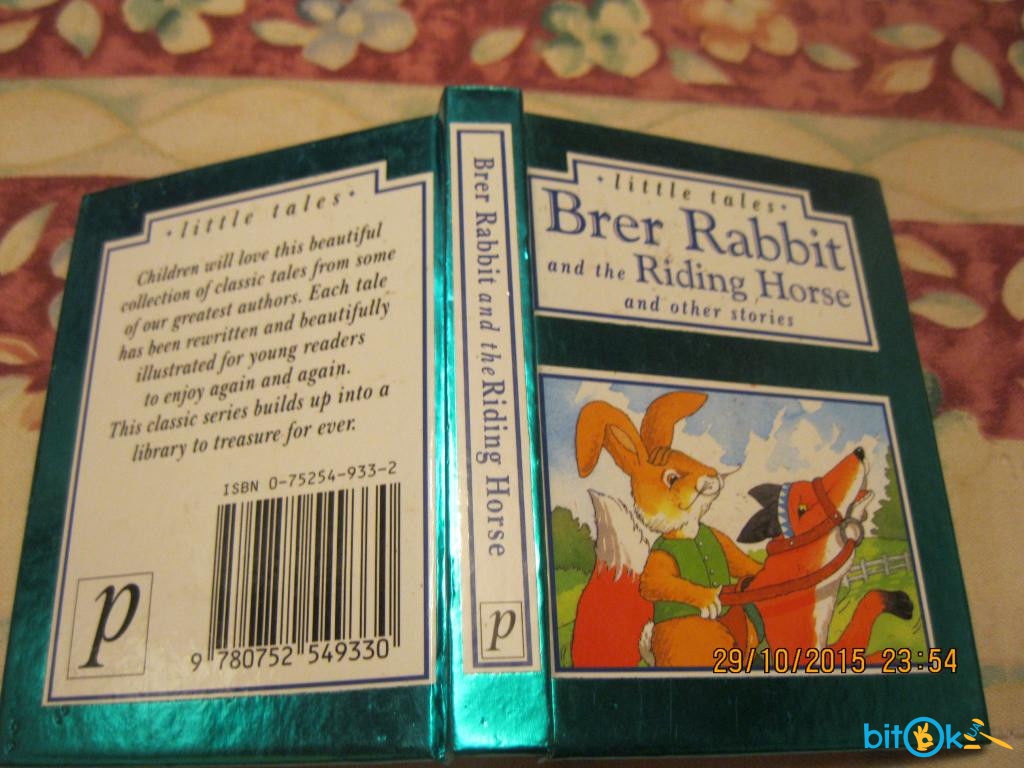 · little tales ·
Children will love this beautiful
collection of classic tales from some
of our greatest authors. Each tale
has been rewritten and beautifully
illustrated for young readers
to enjoy again and again.
This classic series builds up into a
library to treasure for ever.
ISBN 0-75254-933-2
9 780752 549330
p
Brer Rabbit and the Riding Horse
p
· little tales ·
Brer Rabbit
and the Riding Horse
and other stories
29/10/2015 23:54
bitOk UA